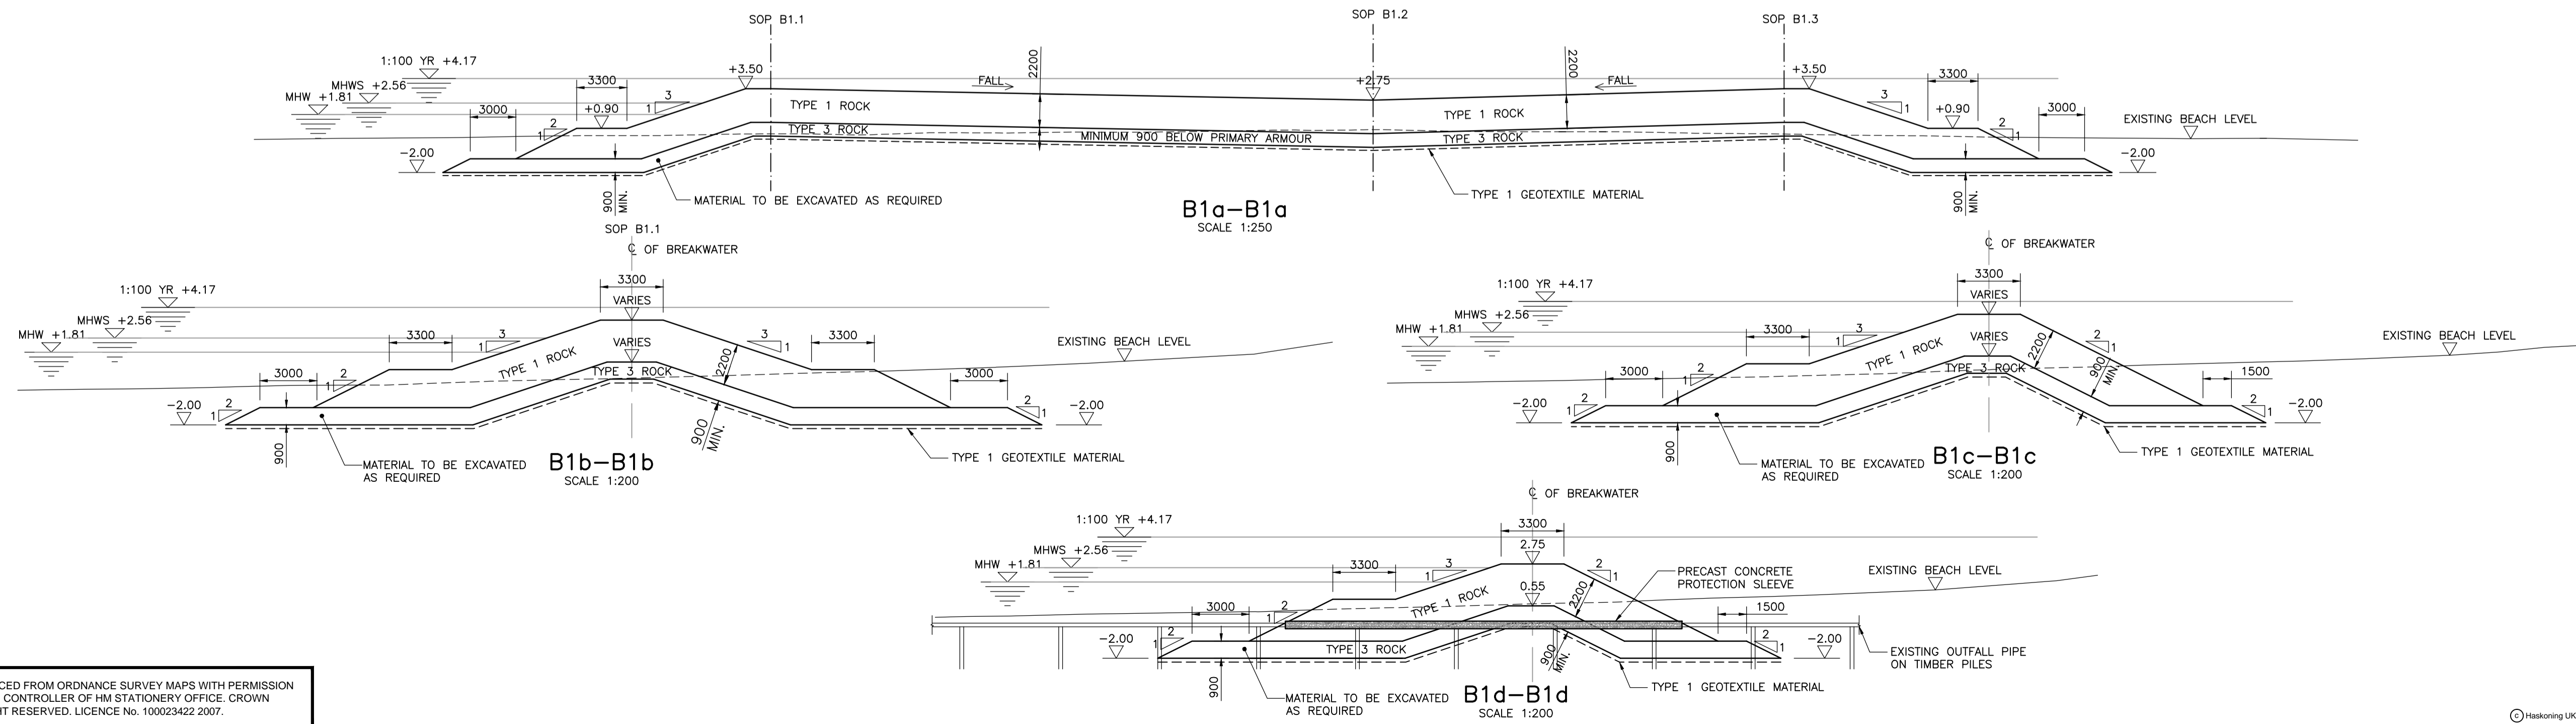 SOP B1.1
SOP B1.2
SOP B1.3
1:100 YR +4.17
MHWS +2.56
MHW +1.81
3300
3000
+0.90
1
2
1
3
+3.50
FALL
2200
+2.75
2200
FALL
+3.50
3
1
3300
+0.90
2
1
3000
EXISTING BEACH LEVEL
TYPE 1 ROCK
TYPE 3 ROCK
MINIMUM 900 BELOW PRIMARY ARMOUR
TYPE 1 ROCK
TYPE 3 ROCK
-2.00
-2.00
900
MIN.
MATERIAL TO BE EXCAVATED AS REQUIRED
TYPE 1 GEOTEXTILE MATERIAL
900
MIN.
B1a-B1a
SCALE 1:250
SOP B1.1
℄ OF BREAKWATER
3300
VARIES
1:100 YR +4.17
MHWS +2.56
MHW +1.81
3300
3
1
3
1
3300
VARIES
EXISTING BEACH LEVEL
TYPE 1 ROCK
TYPE 3 ROCK
2200
3000
2
1
3000
-2.00
2
1
2
1
-2.00
900
900
MIN.
MATERIAL TO BE EXCAVATED
AS REQUIRED
TYPE 1 GEOTEXTILE MATERIAL
B1b-B1b
SCALE 1:200
℄ OF BREAKWATER
3300
VARIES
1:100 YR +4.17
MHWS +2.56
MHW +1.81
3300
3
1
VARIES
2
1
EXISTING BEACH LEVEL
TYPE 1 ROCK
TYPE 3 ROCK
2200
900
MIN.
3000
2
1
1500
-2.00
2
1
2
1
-2.00
900
MATERIAL TO BE EXCAVATED
AS REQUIRED
TYPE 1 GEOTEXTILE MATERIAL
B1c-B1c
SCALE 1:200
℄ OF BREAKWATER
3300
2.75
1:100 YR +4.17
MHWS +2.56
MHW +1.81
3300
3
1
0.55
2
1
PRECAST CONCRETE
PROTECTION SLEEVE
EXISTING BEACH LEVEL
TYPE 1 ROCK
2200
3000
2
1
1500
-2.00
2
1
TYPE 3 ROCK
900
MIN.
2
1
-2.00
EXISTING OUTFALL PIPE
ON TIMBER PILES
900
MATERIAL TO BE EXCAVATED
AS REQUIRED
TYPE 1 GEOTEXTILE MATERIAL
B1d-B1d
SCALE 1:200
CED FROM ORDNANCE SURVEY MAPS WITH PERMISSION
CONTROLLER OF HM STATIONERY OFFICE. CROWN
HT RESERVED. LICENCE No. 100023422 2007.
© Haskoning UK